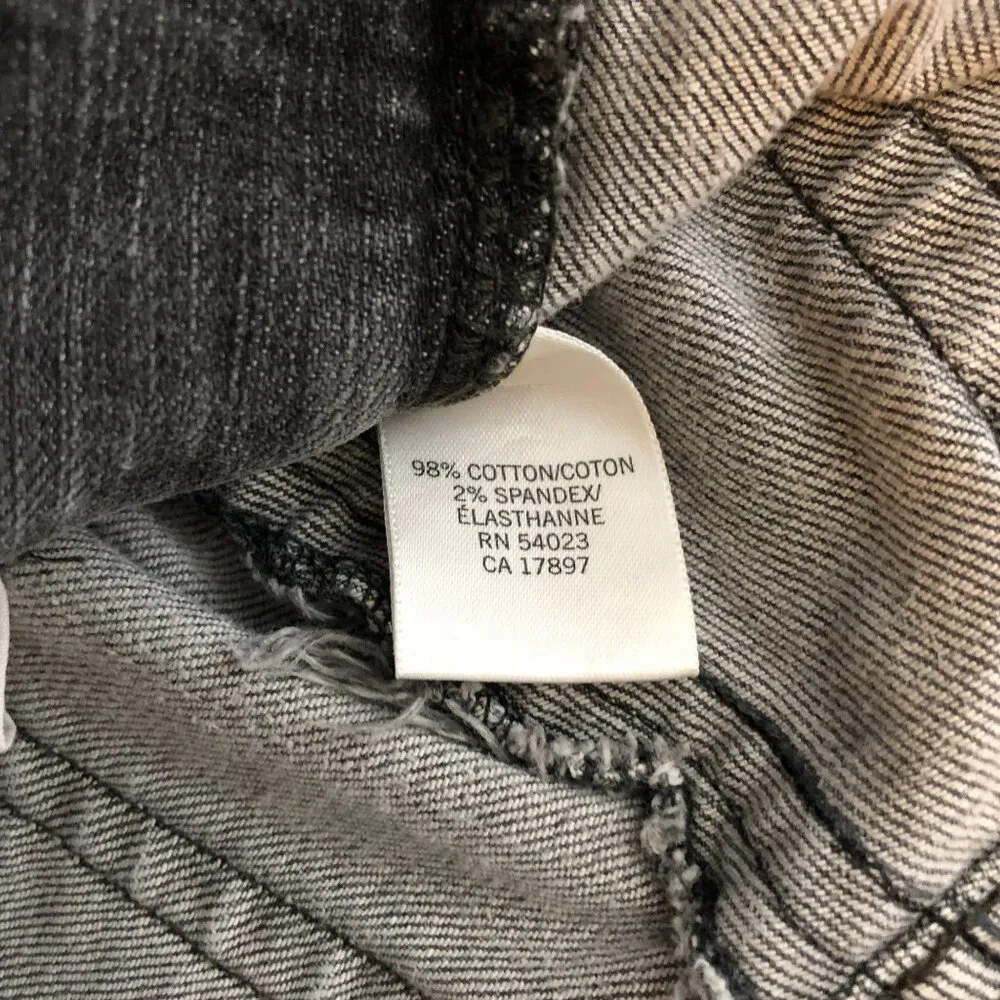 98% COTTON/COTON
2% SPANDEX/
ÉLASTHANNE
RN 54023
CA 17897